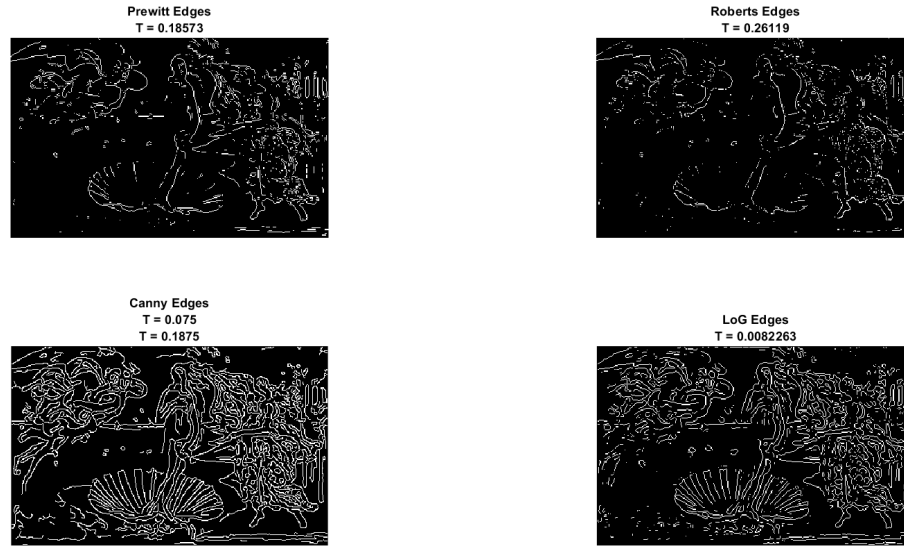 Prewitt Edges
T = 0.18573
Roberts Edges
T = 0.26119
Canny Edges
T = 0.075
T = 0.1875
LoG Edges
T = 0.0082263